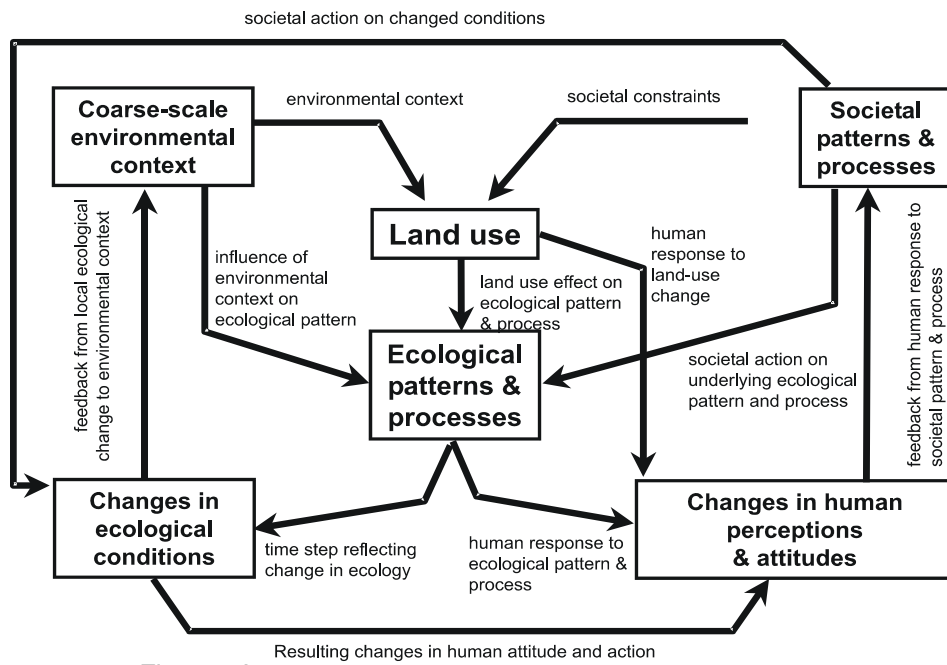 societal action on changed conditions
Coarse-scale
environmental
context
environmental context
societal constraints
Societal
patterns &
processes
Land use
feedback from local ecological
change to environmental context
influence of
environmental
context on
ecological pattern
land use effect on
ecological pattern
& process
human
response to
land-use
change
feedback from human response to
societal pattern & process
Ecological
patterns &
processes
societal action on
underlying ecological
pattern and process
Changes in
ecological
conditions
time step reflecting
change in ecology
human response to
ecological pattern &
process
Changes in human
perceptions
& attitudes
Resulting changes in human attitude and action